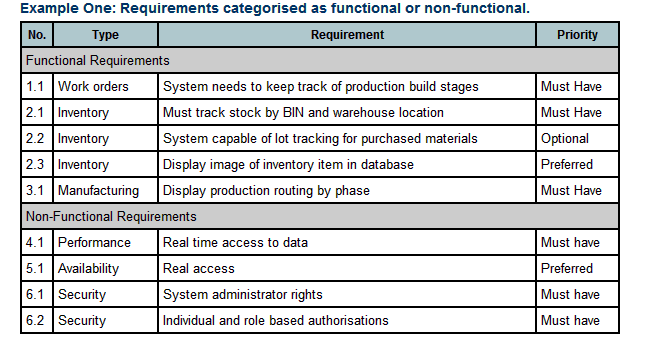 Example One: Requirements categorised as functional or non-functional.
No. Type Requirement Priority
Functional Requirements
1.1 Work orders System needs to keep track of production build stages Must Have
2.1 Inventory Must track stock by BIN and warehouse location Must Have
2.2 Inventory System capable of lot tracking for purchased materials Optional
2.3 Inventory Display image of inventory item in database Preferred
3.1 Manufacturing Display production routing by phase Must Have
Non-Functional Requirements
4.1 Performance Real time access to data Must have
5.1 Availability Real access Preferred
6.1 Security System administrator rights Must have
6.2 Security Individual and role based authorisations Must have